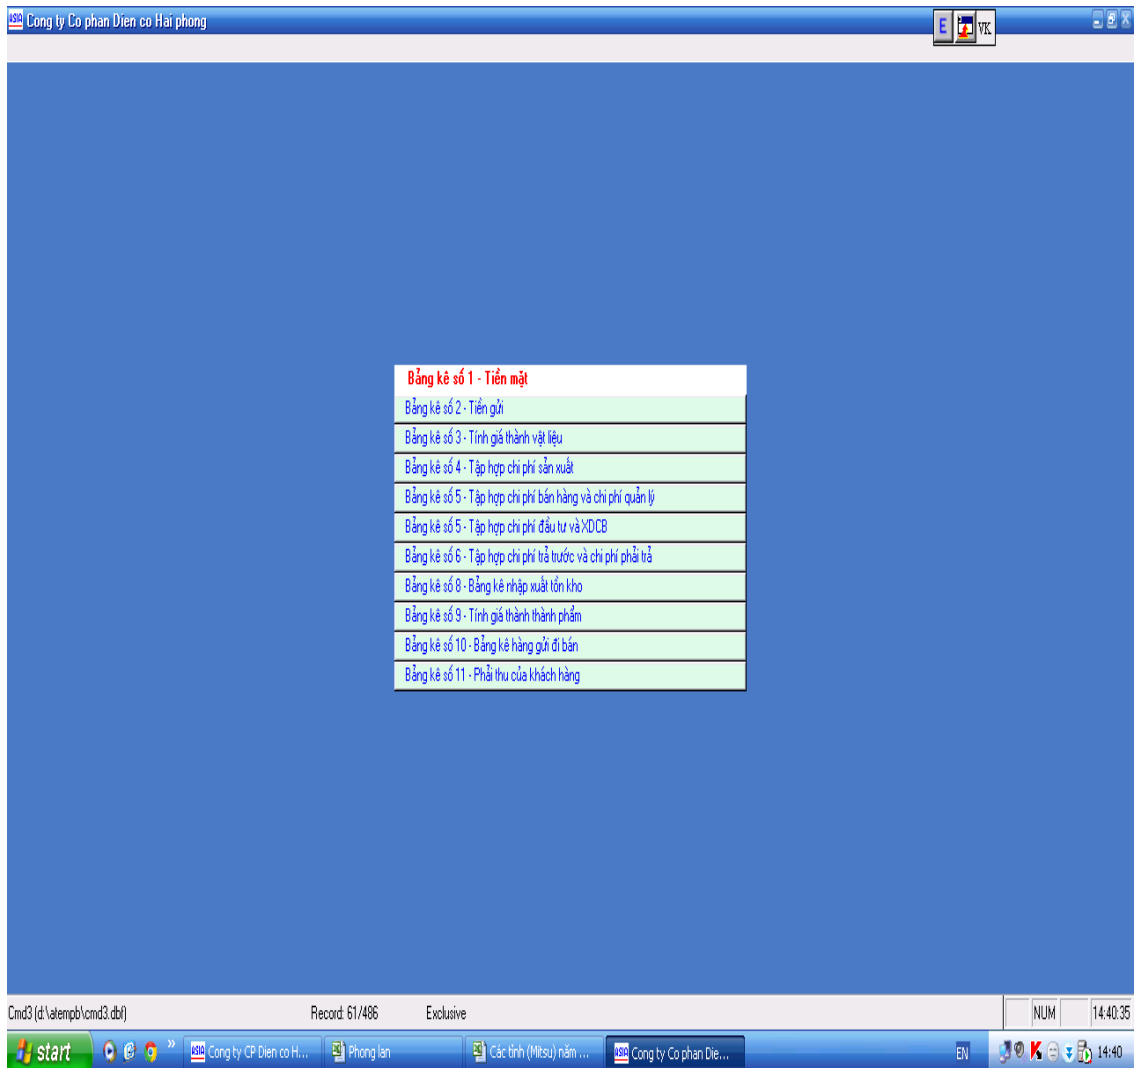 ASIA Cong ty Co phan Dien co Hai phong
E VK
Bảng kê số 1 - Tiền mặt
Bảng kê số 2 - Tiền gửi
Bảng kê số 3 - Tính giá thành vật liệu
Bảng kê số 4 - Tập hợp chi phí sản xuất
Bảng kê số 5 - Tập hợp chi phí bán hàng và chi phí quản lý
Bảng kê số 5 - Tập hợp chi phí đầu tư và XDCB
Bảng kê số 6 - Tập hợp chi phí trả trước và chi phí phải trả
Bảng kê số 8 - Bảng kê nhập xuất tồn kho
Bảng kê số 9 - Tính giá thành thành phẩm
Bảng kê số 10 - Bảng kê hàng gửi đi bán
Bảng kê số 11 - Phải thu của khách hàng
Cmd3 (d:\atempb\cmd3.dbf) Record: 61/486 Exclusive NUM 14:40:35
start » ASIA Cong ty CP Dien co H... Phong lan Các tỉnh (Mitsu) năm ... ASIA Cong ty Co phan Die... EN K 14:40